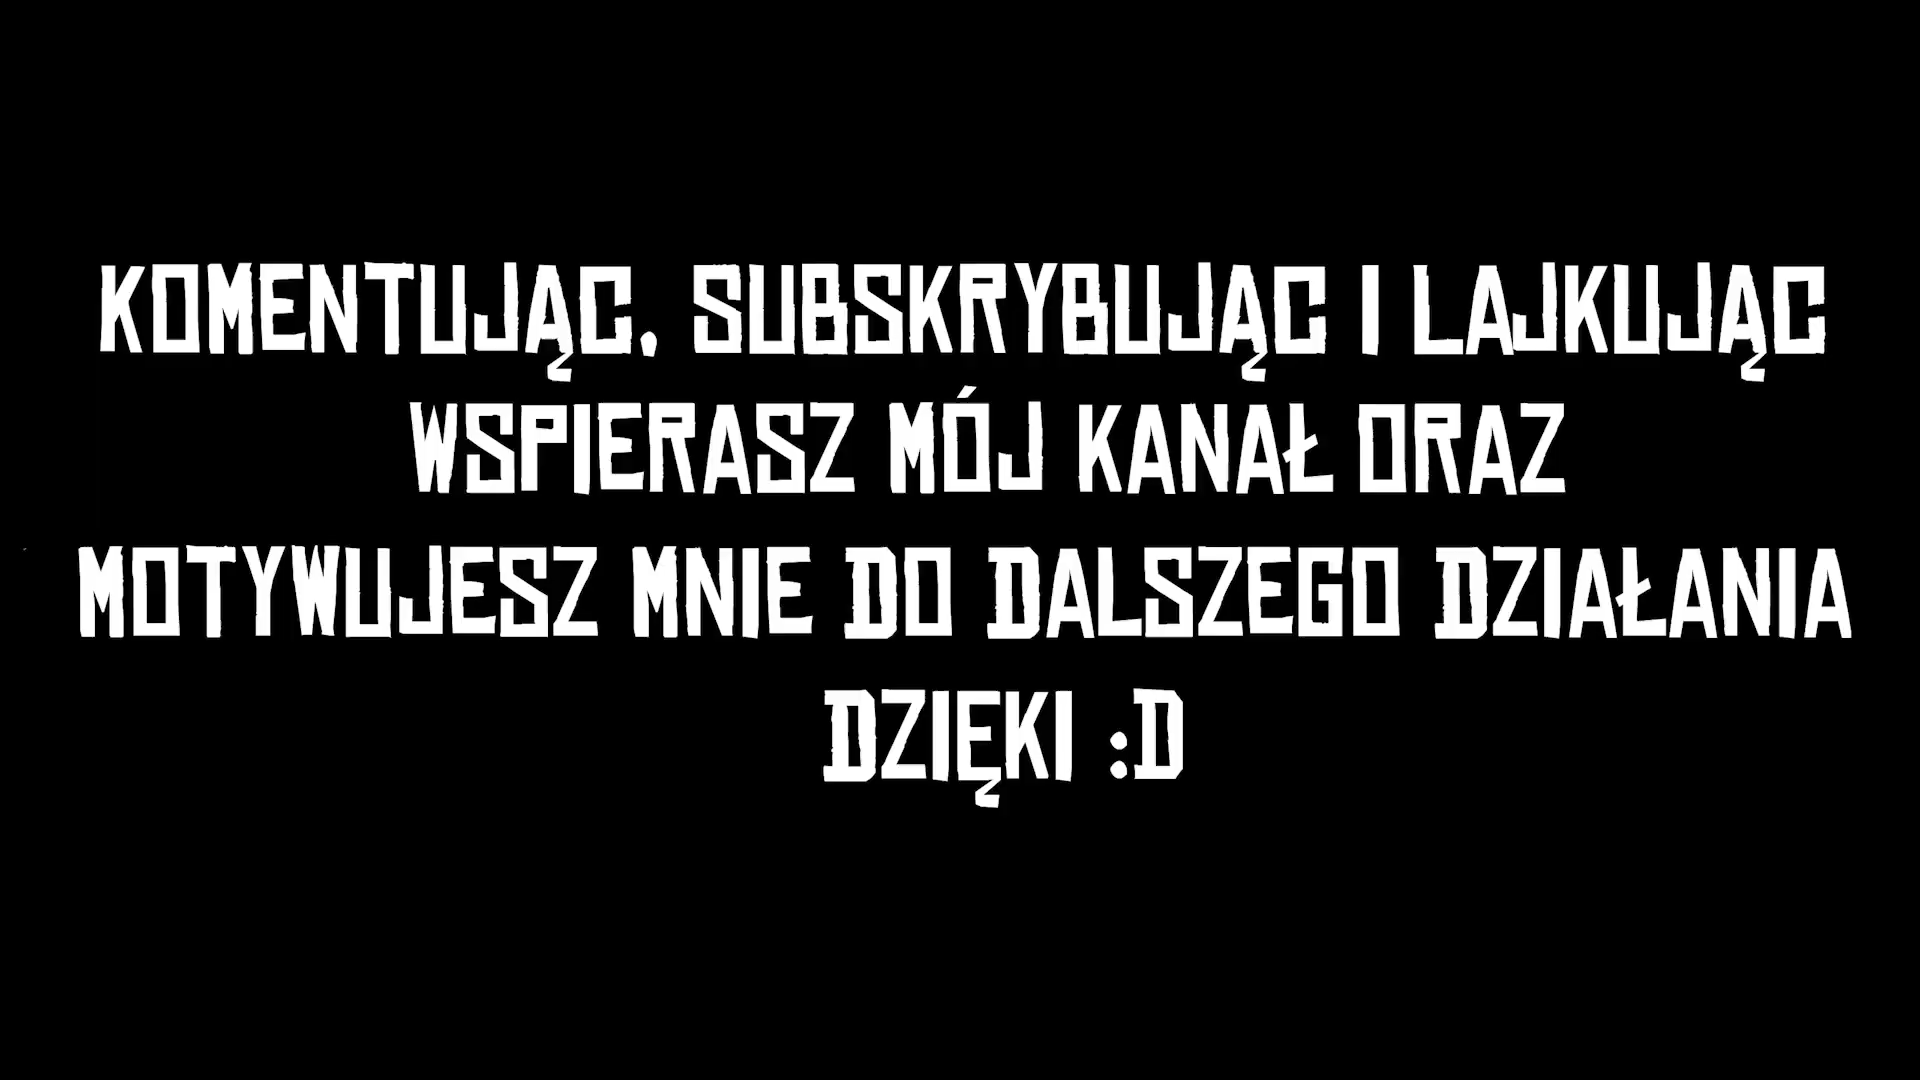 KOMENTUJĄC, SUBSKRYBUJĄC I LAJKUJĄC
WSPIERASZ MÓJ KANAŁ ORAZ
MOTYWUJESZ MNIE DO DALSZEGO DZIAŁANIA
DZIĘKI :D